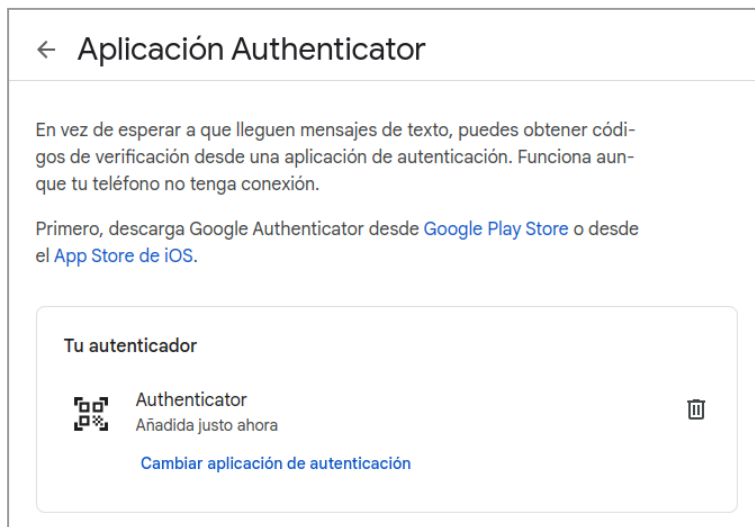 Aplicación Authenticator
En vez de esperar a que lleguen mensajes de texto, puedes obtener códi-
gos de verificación desde una aplicación de autenticación. Funciona aun-
que tu teléfono no tenga conexión.
Primero, descarga Google Authenticator desde Google Play Store o desde
el App Store de iOS.
Tu autenticador
Authenticator
Añadida justo ahora
Cambiar aplicación de autenticación